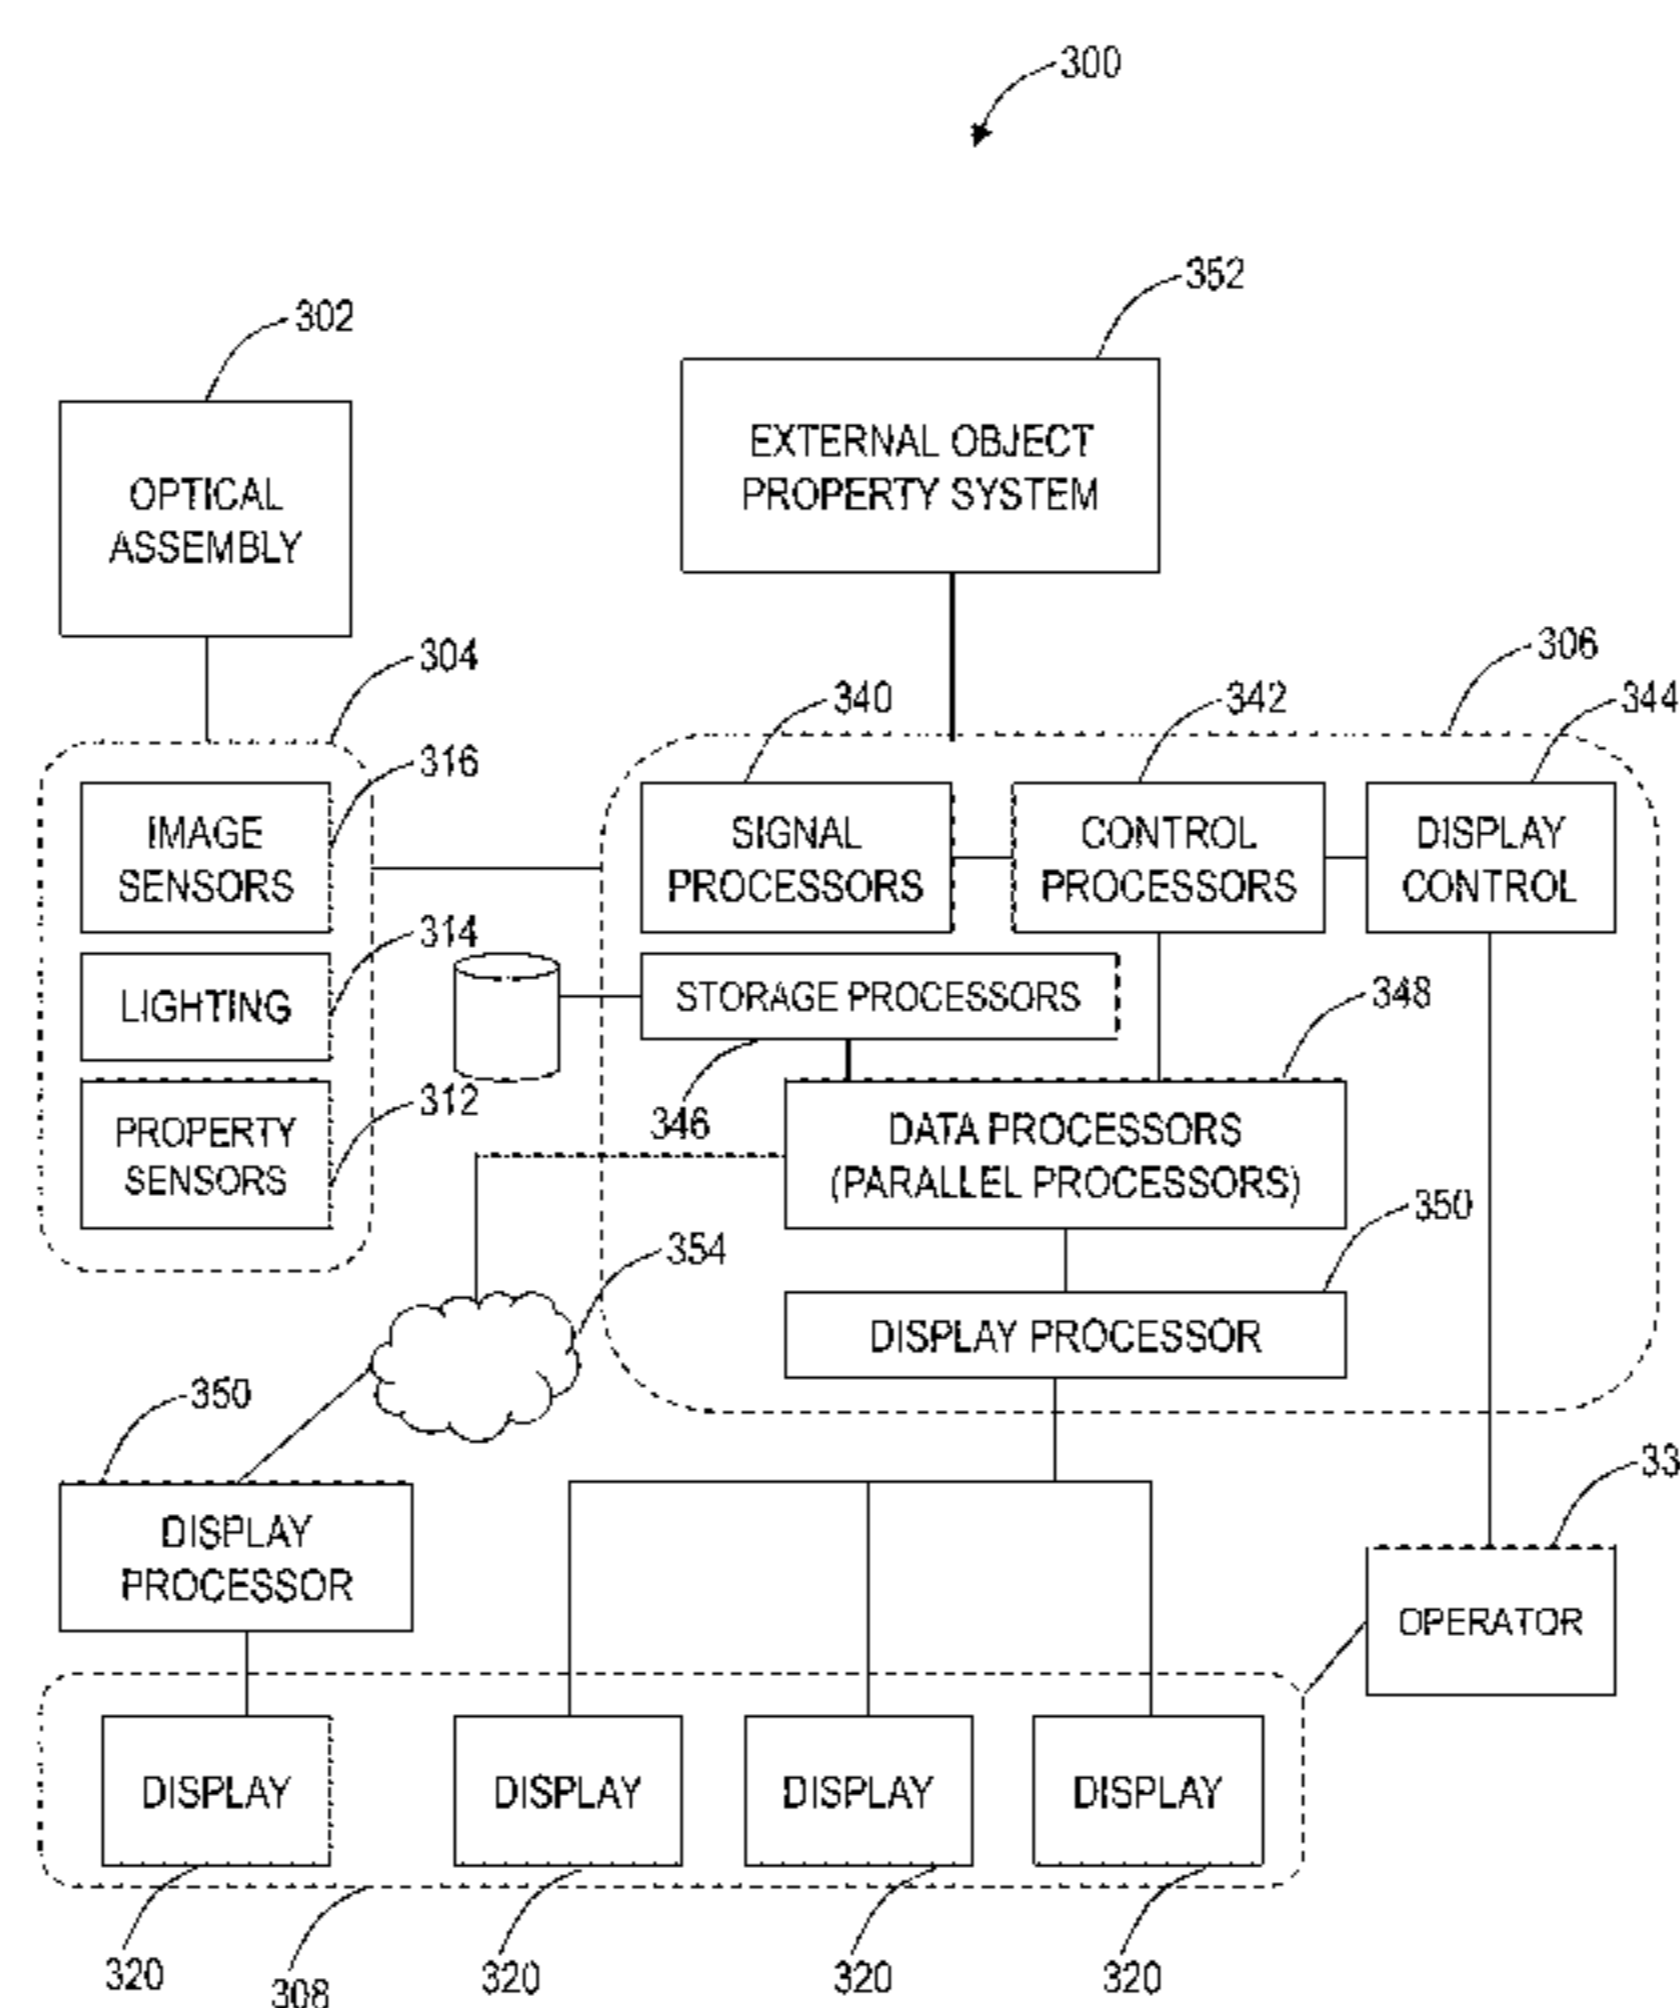 300
352
302
EXTERNAL OBJECT
PROPERTY SYSTEM
OPTICAL
ASSEMBLY
304
306
340
342
344
316
IMAGE
SENSORS
SIGNAL
PROCESSORS
CONTROL
PROCESSORS
DISPLAY
CONTROL
314
LIGHTING
STORAGE PROCESSORS
348
312
346
PROPERTY
SENSORS
DATA PROCESSORS
(PARALLEL PROCESSORS)
350
354
DISPLAY PROCESSOR
350
33
DISPLAY
PROCESSOR
OPERATOR
DISPLAY
DISPLAY
DISPLAY
DISPLAY
320
308
320
320
320